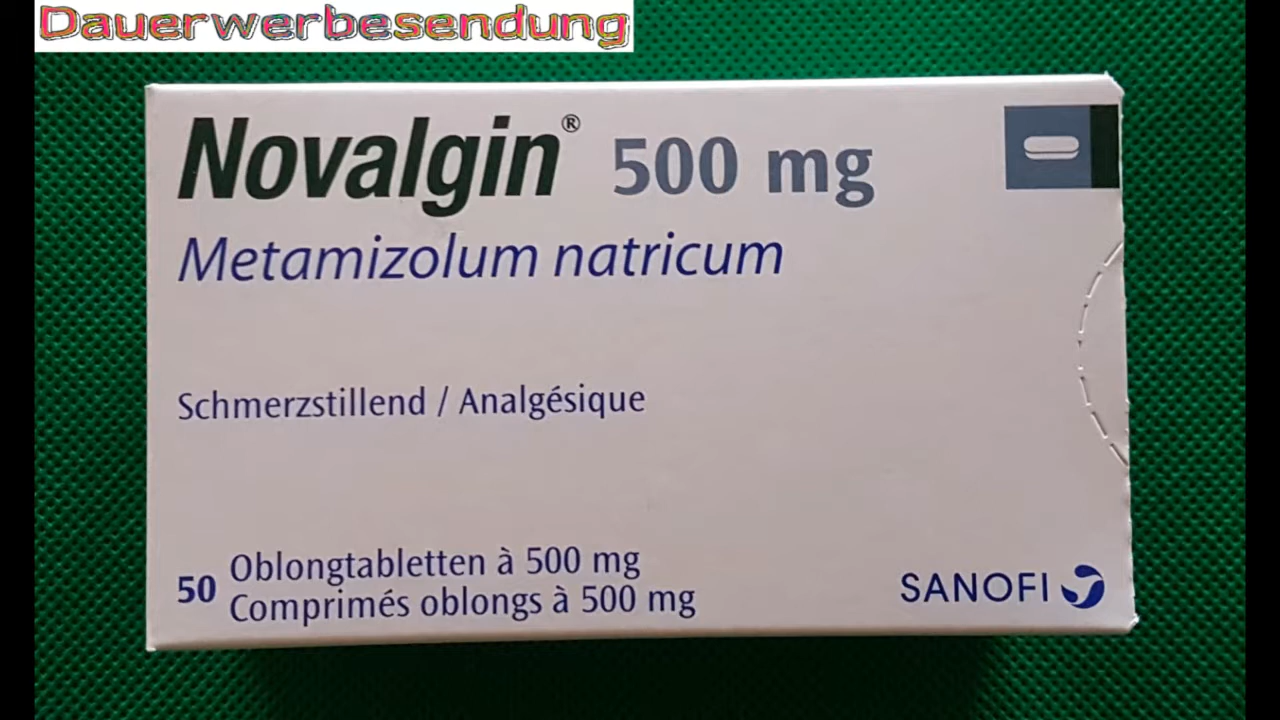 Dauerwerbesendung
Novalgin® 500 mg
Metamizolum natricum
Schmerzstillend / Analgésique
50 Oblongtabletten à 500 mg
Comprimés oblongs à 500 mg
SANOFI